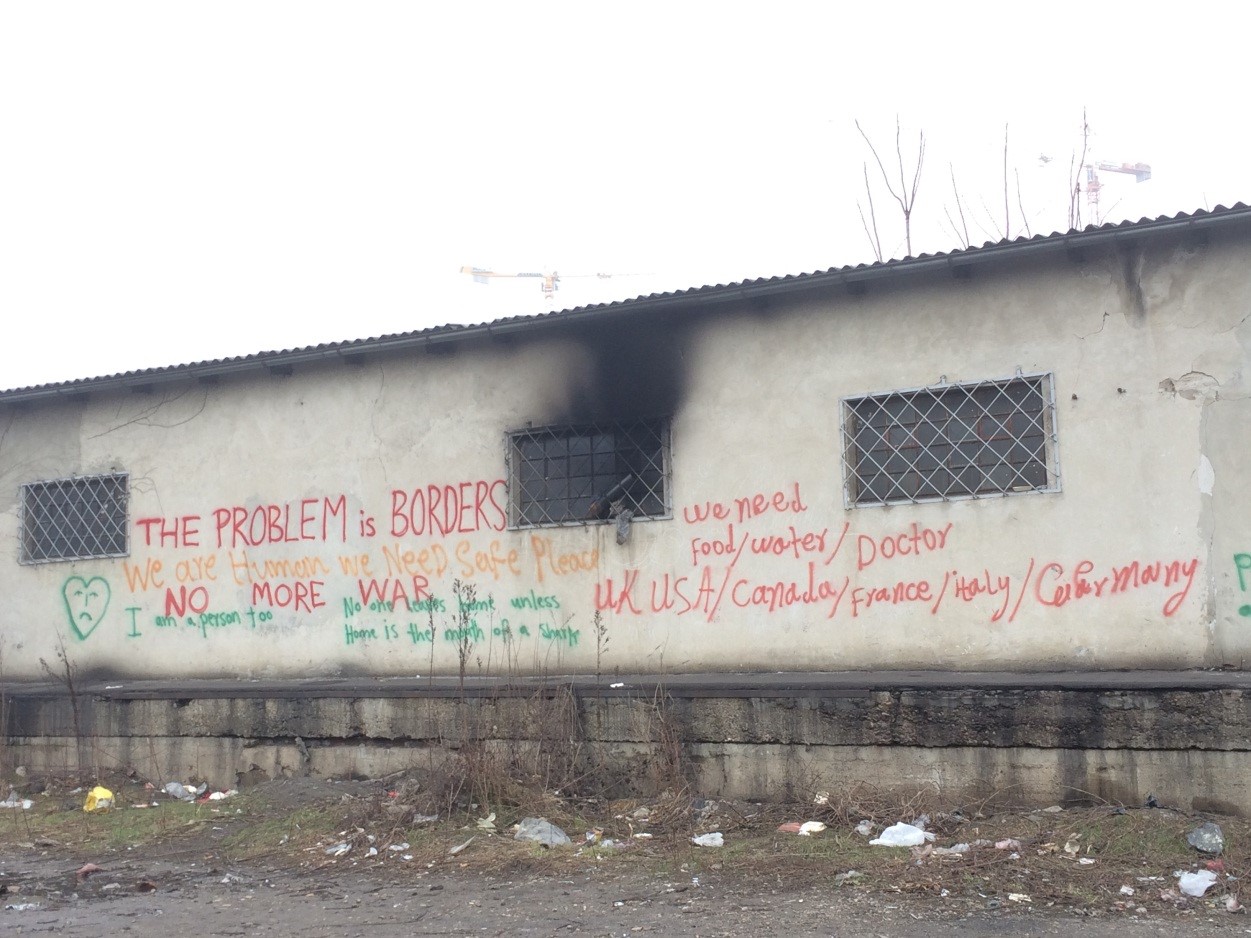 THE PROBLEM is BORDERS
We are Human we Need Safe Please
NO MORE WAR
I am a person too
No one leaves home unless
Home is the mouth of a shark
we need
Food/water/Doctor
UK USA/Canada/France/italy/Germany